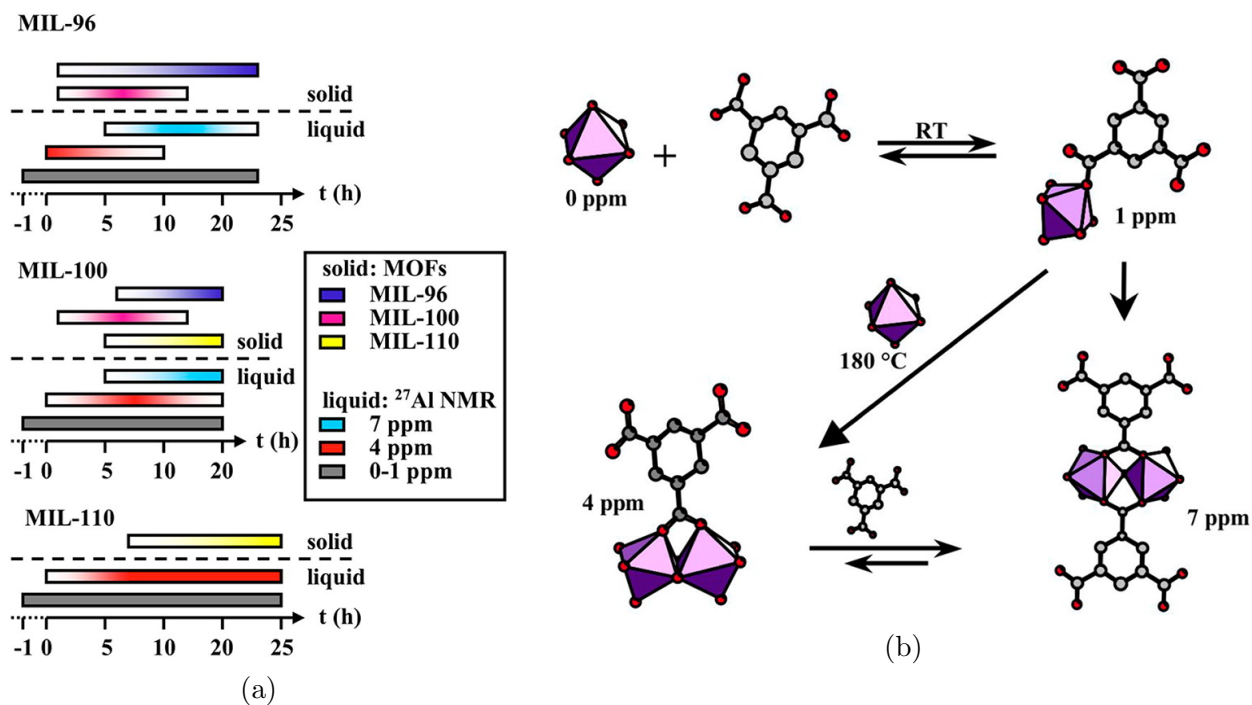 MIL-96
solid
liquid
t (h)
-1 0 5 10 20 25
MIL-100
solid
liquid
t (h)
-1 0 5 10 20
MIL-110
solid
liquid
t (h)
-1 0 5 10 20 25
solid: MOFs
MIL-96
MIL-100
MIL-110
liquid: ²⁷Al NMR
7 ppm
4 ppm
0-1 ppm
(a)
+
RT
0 ppm
1 ppm
180 °C
4 ppm
7 ppm
(b)